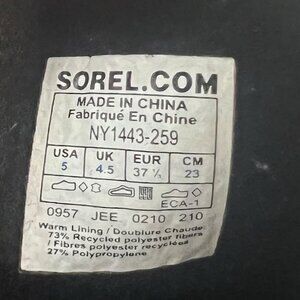 SOREL.COM
MADE IN CHINA
Fabriqué En Chine
NY1443-259
USA UK EUR CM
5 4.5 37 ⅓ 23
ECA-1
0957 JEE 0210 210
Warm Lining / Doublure Chaude
73% Recycled polyester fibers
/ Fibres polyester recyclées
27% Polypropylene